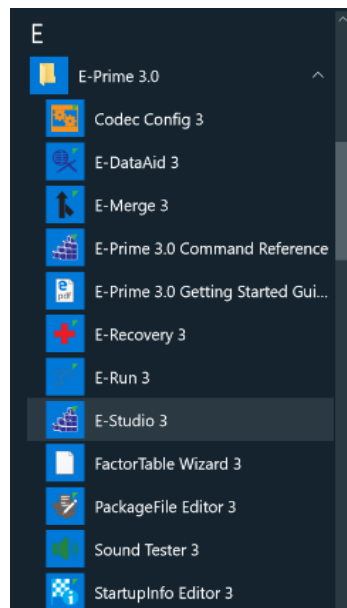 E
E-Prime 3.0
Codec Config 3
E-DataAid 3
E-Merge 3
E-Prime 3.0 Command Reference
E-Prime 3.0 Getting Started Gui...
E-Recovery 3
E-Run 3
E-Studio 3
FactorTable Wizard 3
PackageFile Editor 3
Sound Tester 3
StartupInfo Editor 3